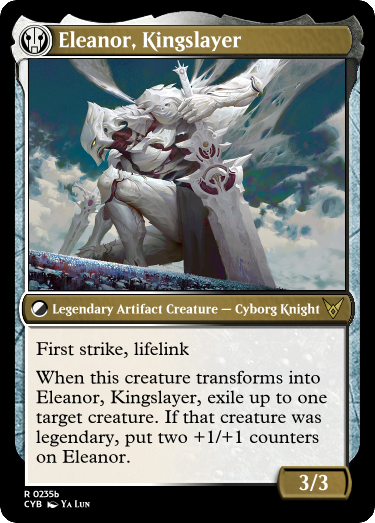 Eleanor, Kingslayer
Legendary Artifact Creature — Cyborg Knight
First strike, lifelink
When this creature transforms into
Eleanor, Kingslayer, exile up to one
target creature. If that creature was
legendary, put two +1/+1 counters
on Eleanor.
3/3
R 0235b
CYB Ya Lun